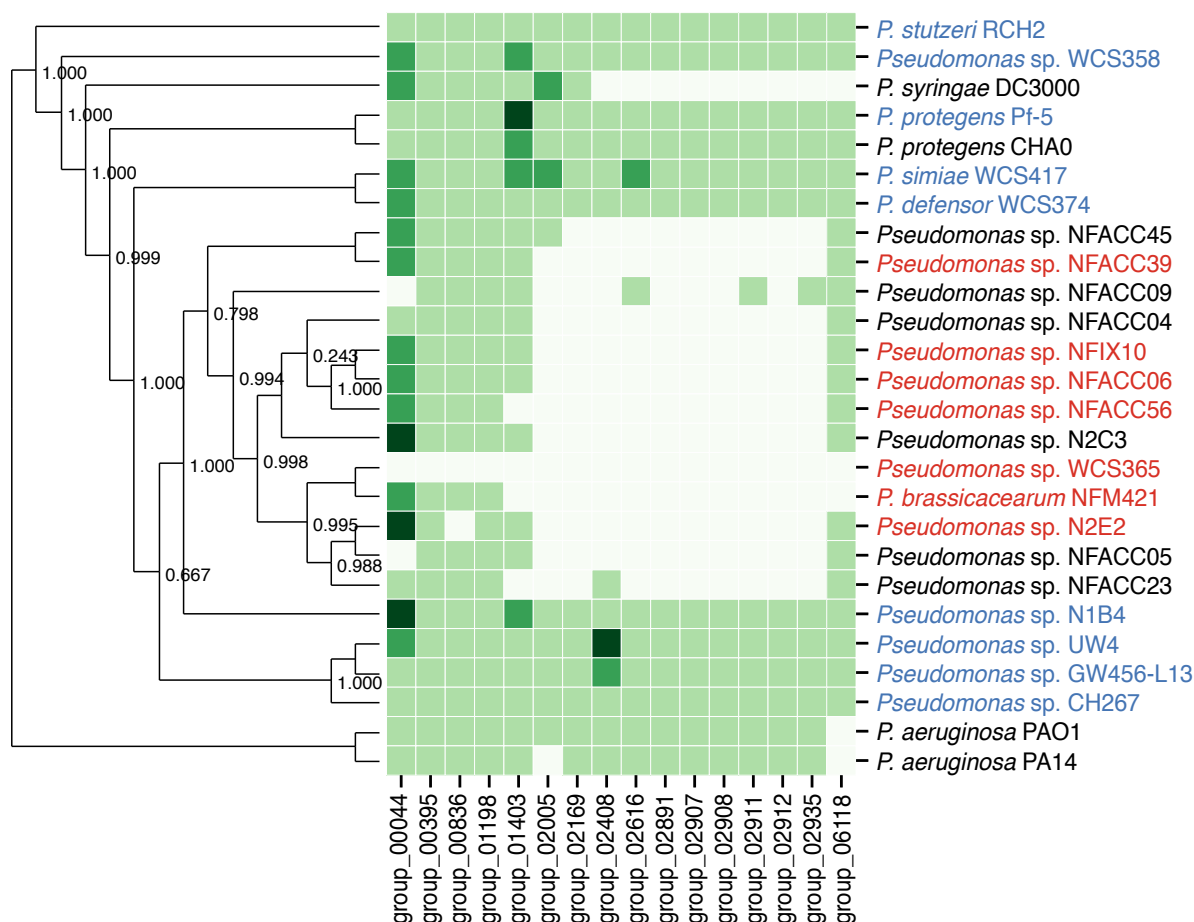 P. stutzeri RCH2
Pseudomonas sp. WCS358
1.000
P. syringae DC3000
1.000
P. protegens Pf-5
P. protegens CHA0
1.000
P. simiae WCS417
P. defensor WCS374
Pseudomonas sp. NFACC45
0.999
Pseudomonas sp. NFACC39
Pseudomonas sp. NFACC09
0.798
Pseudomonas sp. NFACC04
0.243
Pseudomonas sp. NFIX10
1.000
0.994
1.000
Pseudomonas sp. NFACC06
Pseudomonas sp. NFACC56
Pseudomonas sp. N2C3
0.998
1.000
Pseudomonas sp. WCS365
P. brassicacearum NFM421
0.995
Pseudomonas sp. N2E2
Pseudomonas sp. NFACC05
0.988
0.667
Pseudomonas sp. NFACC23
Pseudomonas sp. N1B4
Pseudomonas sp. UW4
Pseudomonas sp. GW456-L13
1.000
Pseudomonas sp. CH267
P. aeruginosa PAO1
P. aeruginosa PA14
group_00044
group_00395
group_00836
group_01198
group_01403
group_02005
group_02169
group_02408
group_02616
group_02891
group_02907
group_02908
group_02911
group_02912
group_02935
group_06118